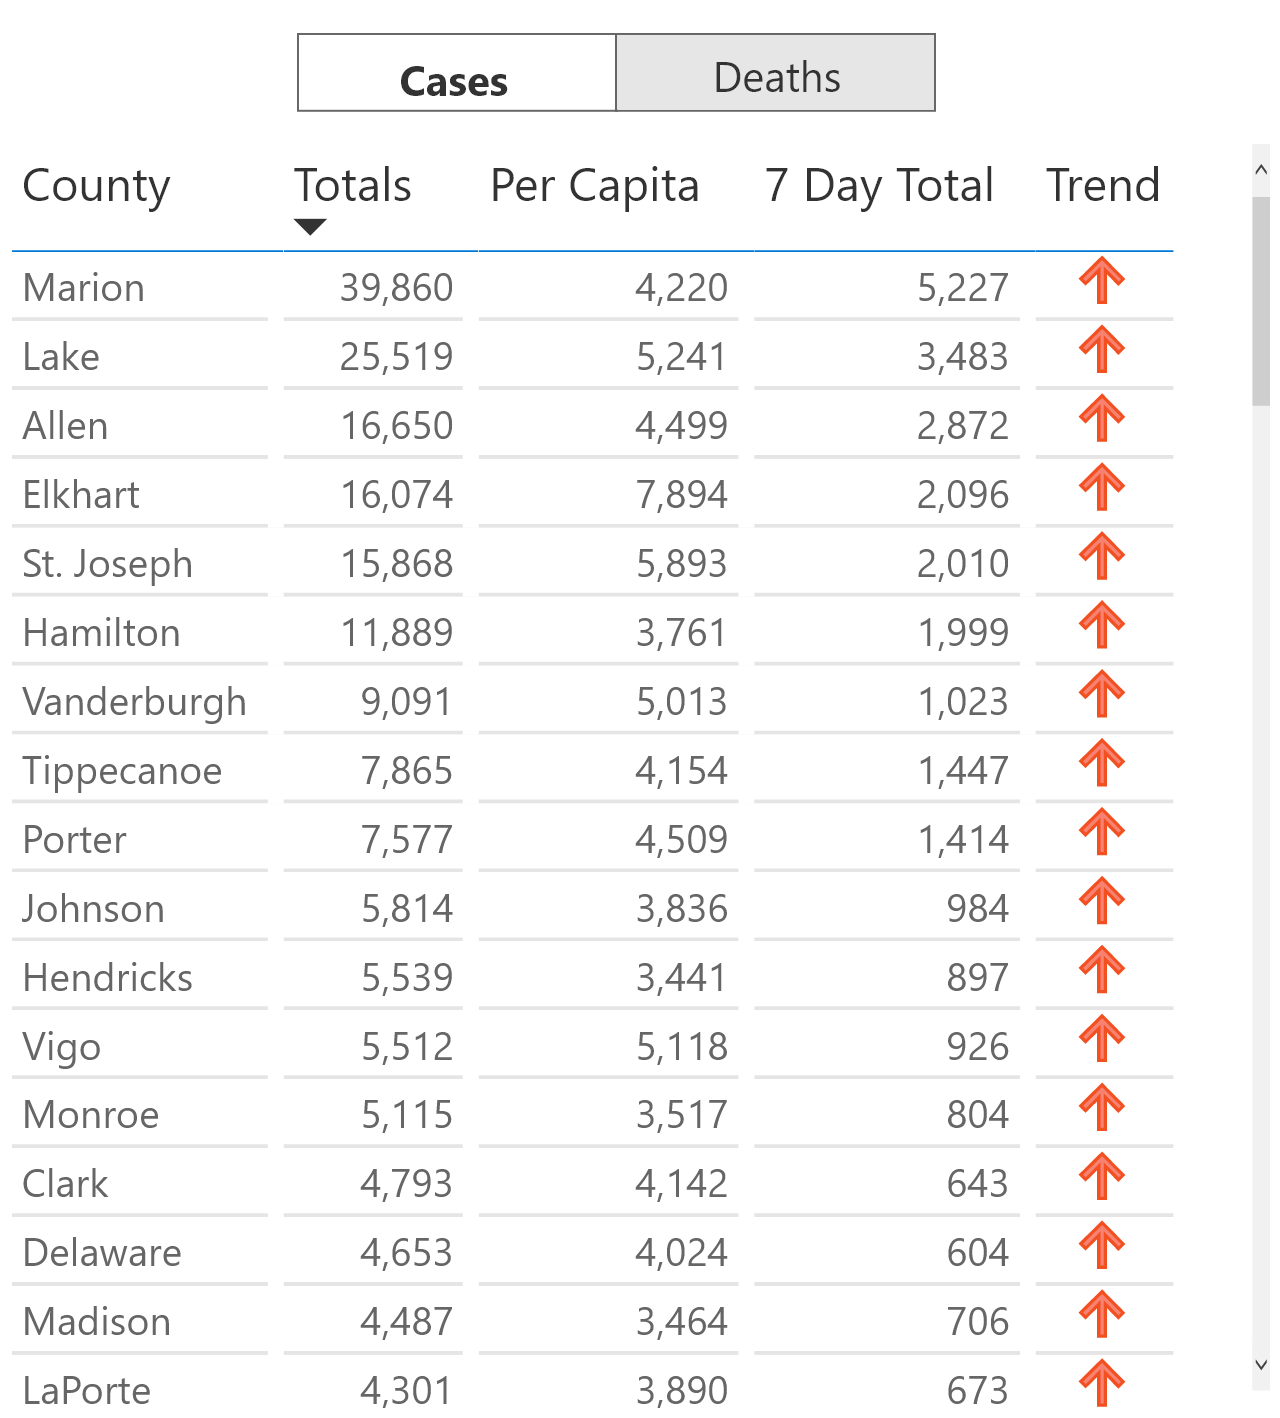 Cases Deaths
County Totals Per Capita 7 Day Total Trend
Marion 39,860 4,220 5,227
Lake 25,519 5,241 3,483
Allen 16,650 4,499 2,872
Elkhart 16,074 7,894 2,096
St. Joseph 15,868 5,893 2,010
Hamilton 11,889 3,761 1,999
Vanderburgh 9,091 5,013 1,023
Tippecanoe 7,865 4,154 1,447
Porter 7,577 4,509 1,414
Johnson 5,814 3,836 984
Hendricks 5,539 3,441 897
Vigo 5,512 5,118 926
Monroe 5,115 3,517 804
Clark 4,793 4,142 643
Delaware 4,653 4,024 604
Madison 4,487 3,464 706
LaPorte 4,301 3,890 673